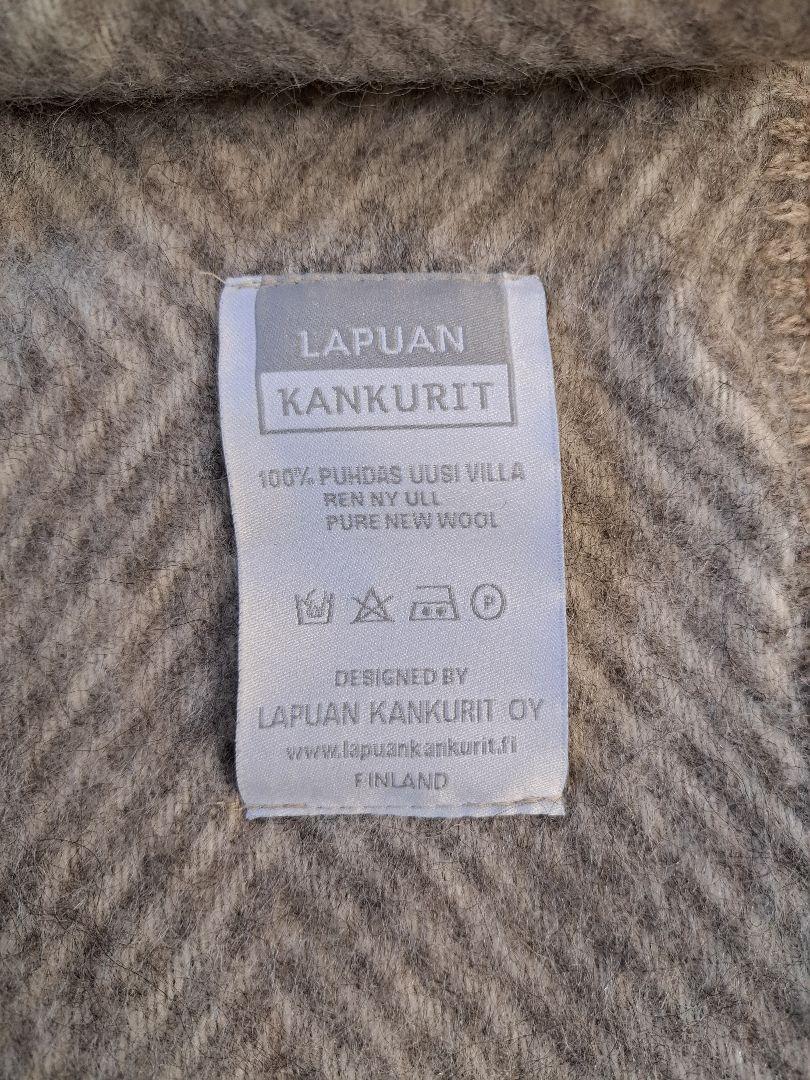 LAPUAN
KANKURIT
100% PUHDAS UUSI VILLA
REN NY ULL
PURE NEW WOOL
P
DESIGNED BY
LAPUAN KANKURIT OY
www.lapuankankurit.fi
FINLAND